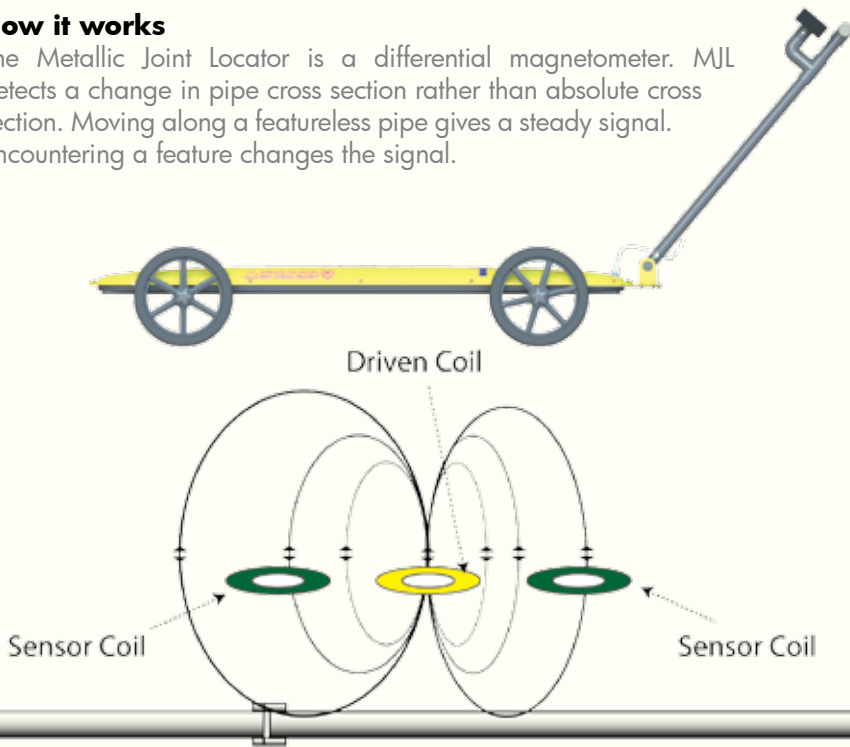 ow it works
he Metallic Joint Locator is a differential magnetometer. MJL
etects a change in pipe cross section rather than absolute cross
ection. Moving along a featureless pipe gives a steady signal.
ncountering a feature changes the signal.
Driven Coil
Sensor Coil
Sensor Coil